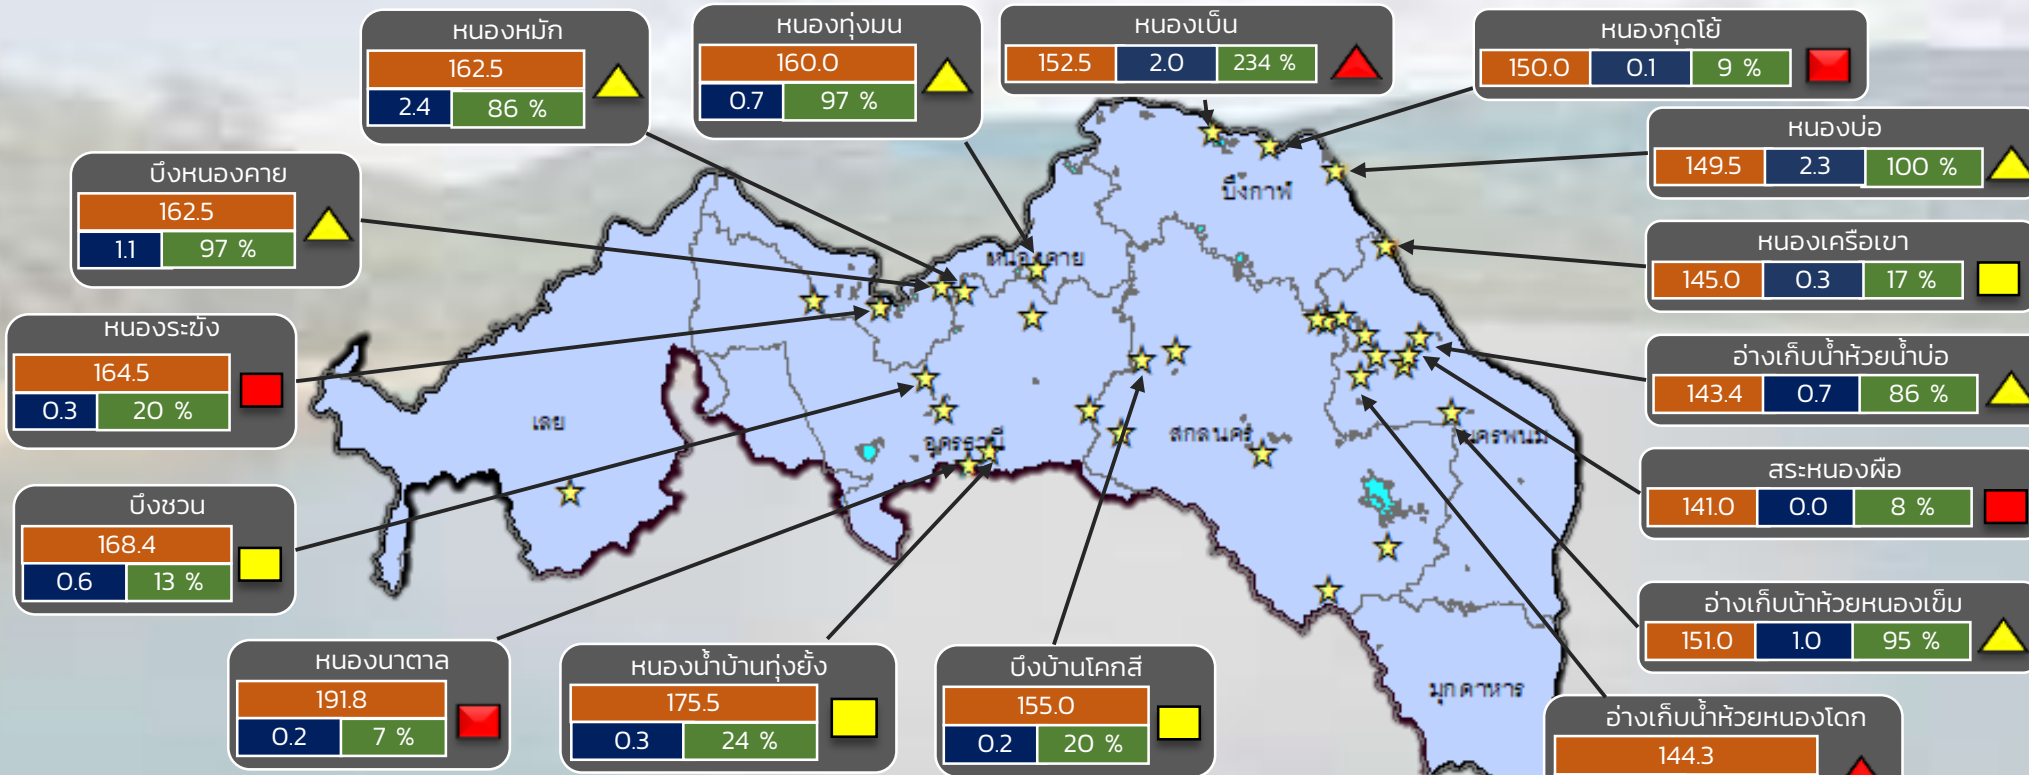 หนองหมัก
162.5
2.4 86 %
หนองทุ่งมน
160.0
0.7 97 %
หนองเบ็น
152.5 2.0 234 %
หนองกุดโย้
150.0 0.1 9 %
หนองบ่อ
149.5 2.3 100 %
บึงหนองคาย
162.5
1.1 97 %
หนองเครือเขา
145.0 0.3 17 %
หนองระฆัง
164.5
0.3 20 %
อ่างเก็บน้ำห้วยน้ำบ่อ
143.4 0.7 86 %
สระหนองผือ
141.0 0.0 8 %
บึงชวน
168.4
0.6 13 %
อ่างเก็บน้าห้วยหนองเข็ม
151.0 1.0 95 %
หนองนาตาล
191.8
0.2 7 %
หนองน้ำบ้านทุ่งยั้ง
175.5
0.3 24 %
บึงบ้านโคกสี
155.0
0.2 20 %
อ่างเก็บน้ำห้วยหนองโดก
144.3
บึงกาฬ
หนองคาย
เลย
อุดรธานี
สกลนคร
นครพนม
มุกดาหาร